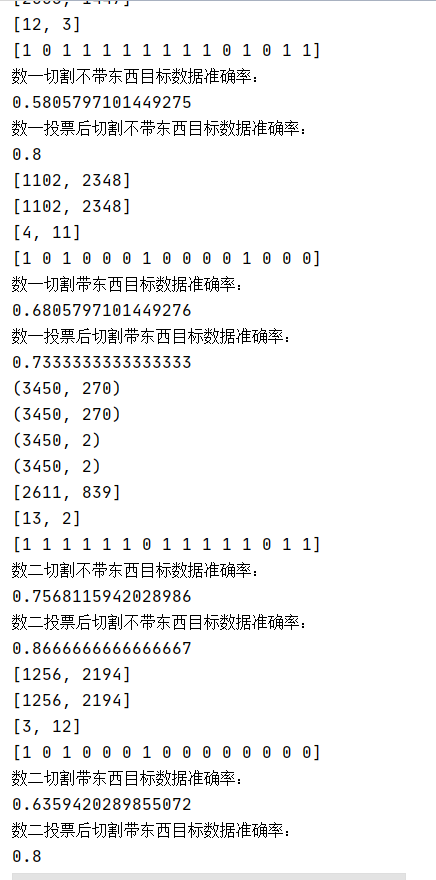 [12, 3]
[1 0 1 1 1 1 1 1 1 1 0 1 0 1 1]
数一切割不带东西目标数据准确率：
0.5805797101449275
数一投票后切割不带东西目标数据准确率：
0.8
[1102, 2348]
[1102, 2348]
[4, 11]
[1 0 1 0 0 0 1 0 0 0 0 1 0 0 0]
数一切割带东西目标数据准确率：
0.6805797101449276
数一投票后切割带东西目标数据准确率：
0.7333333333333333
(3450, 270)
(3450, 270)
(3450, 2)
(3450, 2)
[2611, 839]
[13, 2]
[1 1 1 1 1 1 0 1 1 1 1 1 0 1 1]
数二切割不带东西目标数据准确率：
0.7568115942028986
数二投票后切割不带东西目标数据准确率：
0.8666666666666667
[1256, 2194]
[1256, 2194]
[3, 12]
[1 0 1 0 0 0 1 0 0 0 0 0 0 0 0]
数二切割带东西目标数据准确率：
0.6359420289855072
数二投票后切割带东西目标数据准确率：
0.8